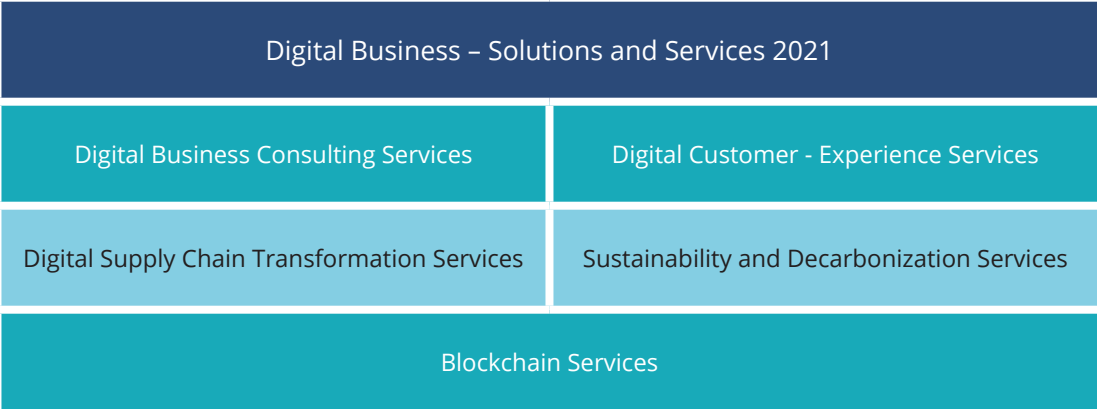 Digital Business – Solutions and Services 2021
Digital Business Consulting Services
Digital Customer - Experience Services
Digital Supply Chain Transformation Services
Sustainability and Decarbonization Services
Blockchain Services